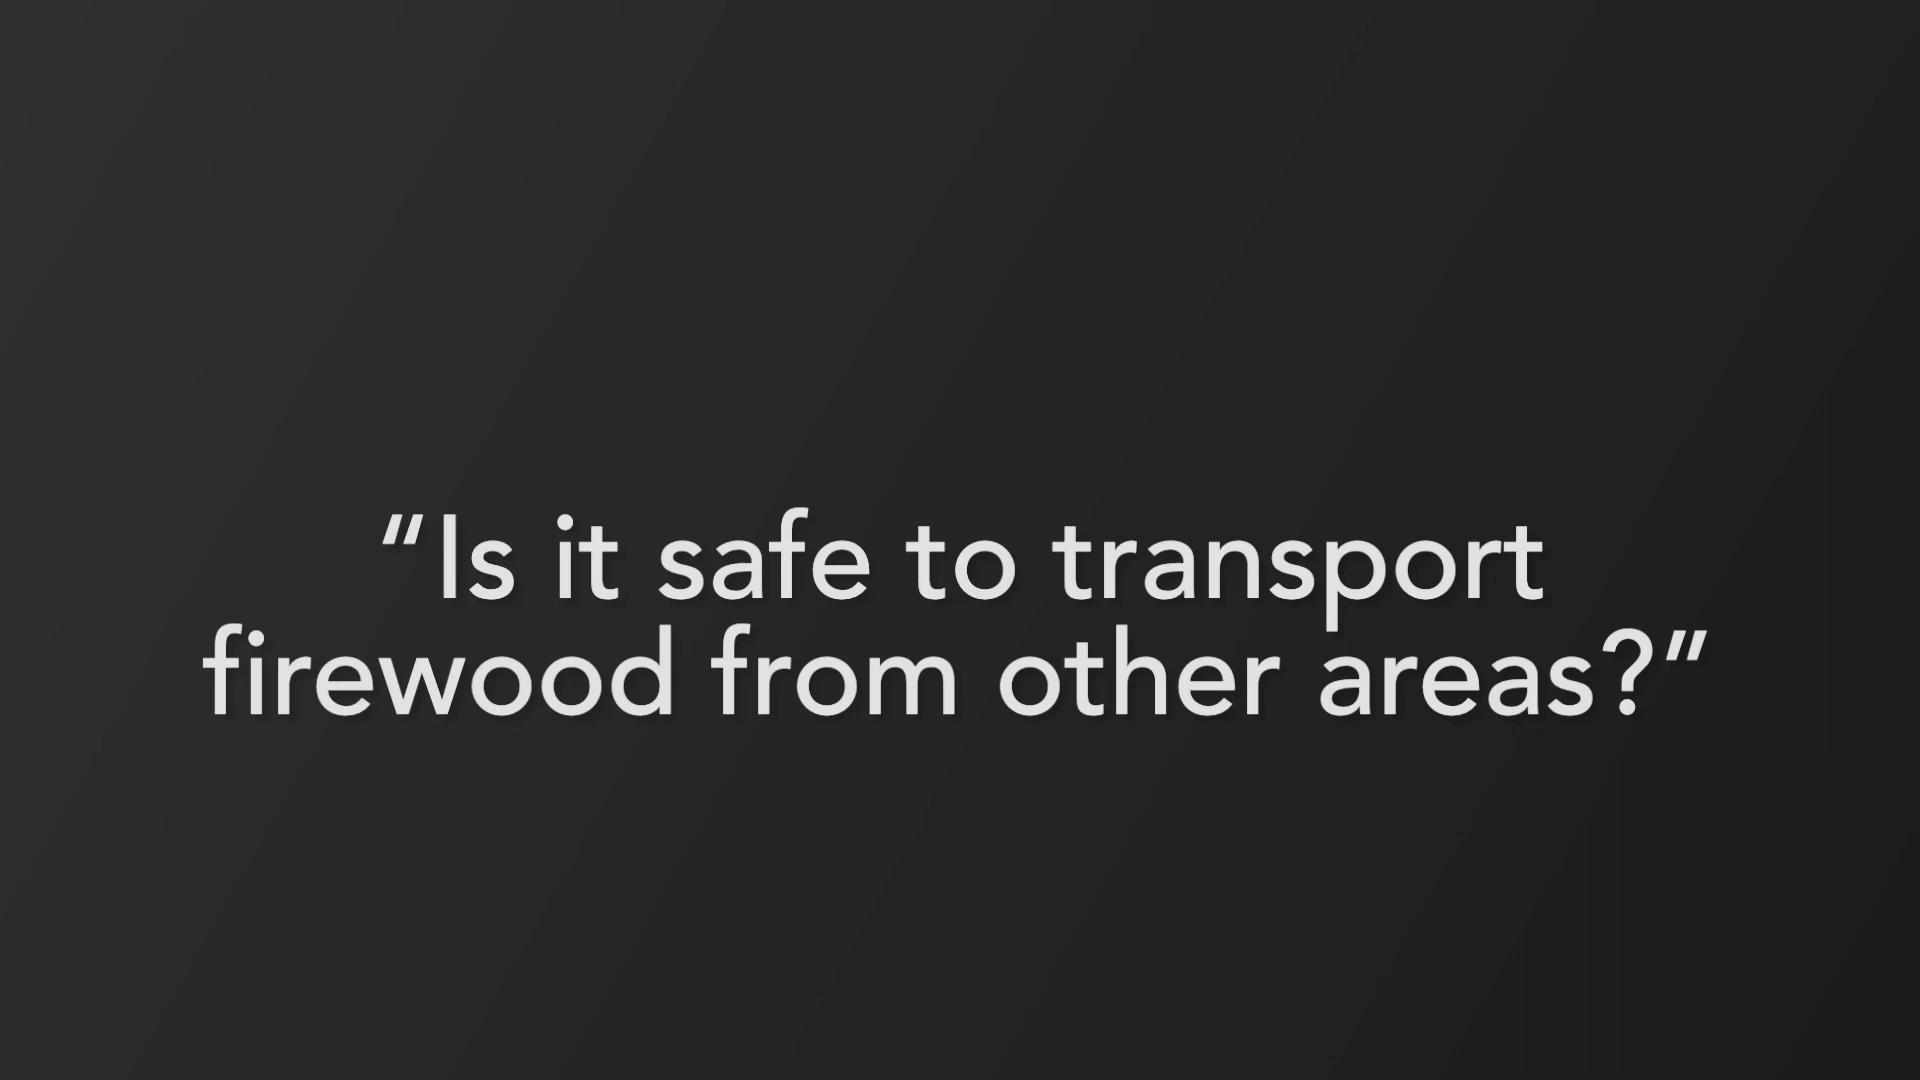 “Is it safe to transport
firewood from other areas?”